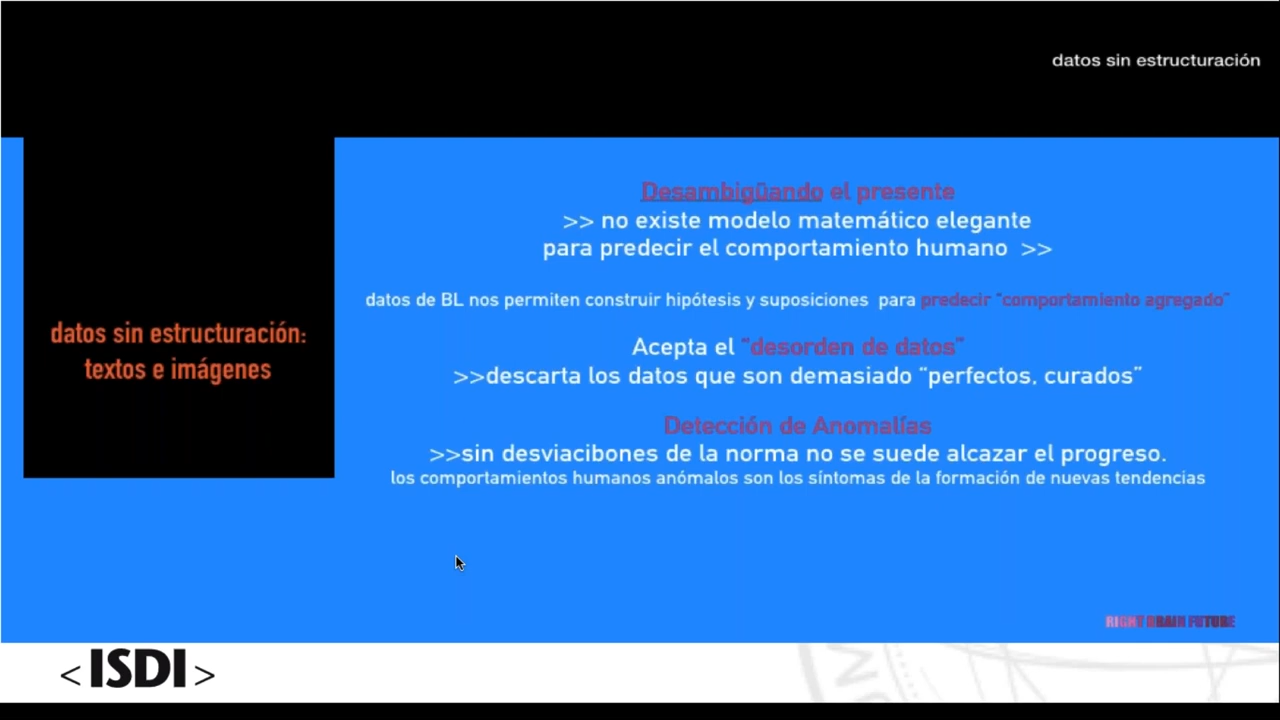 datos sin estructuración
datos sin estructuración:
textos e imágenes
Desambigüando el presente
>> no existe modelo matemático elegante
para predecir el comportamiento humano >>
datos de BL nos permiten construir hipótesis y suposiciones para predecir "comportamiento agregado"
Acepta el "desorden de datos"
>>descarta los datos que son demasiado "perfectos, curados"
Detección de Anomalías
>>sin desviacibones de la norma no se suede alcazar el progreso.
los comportamientos humanos anómalos son los síntomas de la formación de nuevas tendencias
RIGHT BRAIN FUTURE
<ISDI>